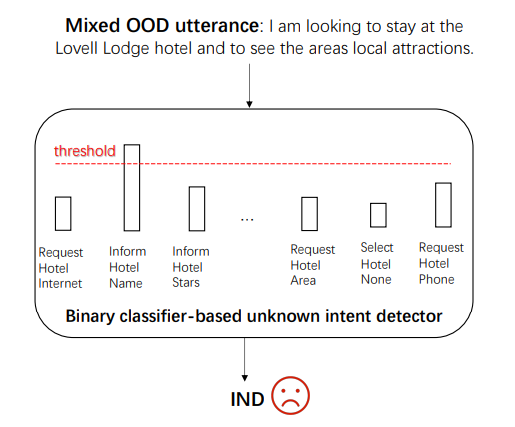 Mixed OOD utterance: I am looking to stay at the
Lovell Lodge hotel and to see the areas local attractions.
threshold
...
Request
Hotel
Internet
Inform
Hotel
Name
Inform
Hotel
Stars
Request
Hotel
Area
Select
Hotel
None
Request
Hotel
Phone
Binary classifier-based unknown intent detector
IND